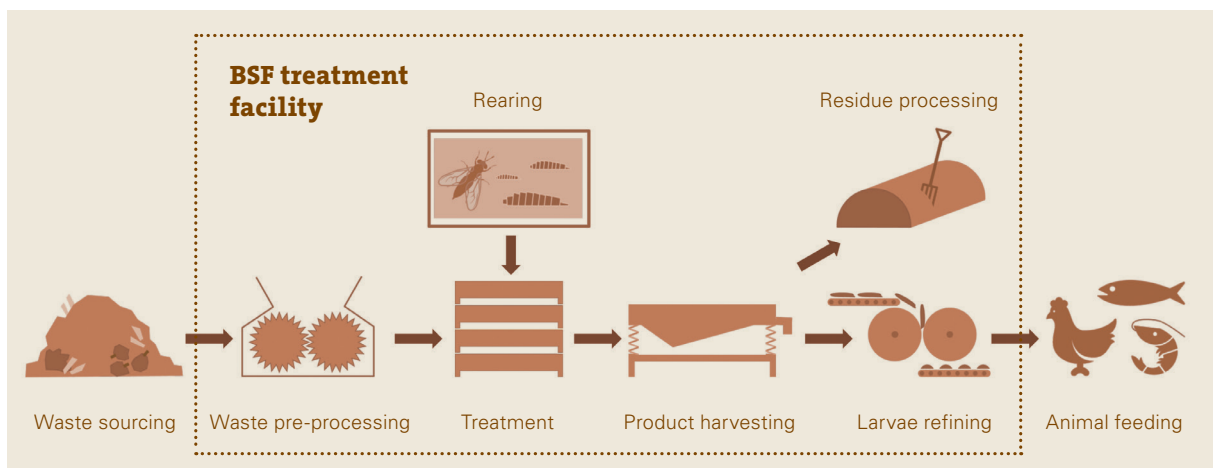 BSF treatment
facility
Rearing
Residue processing
Waste sourcing
Waste pre-processing
Treatment
Product harvesting
Larvae refining
Animal feeding